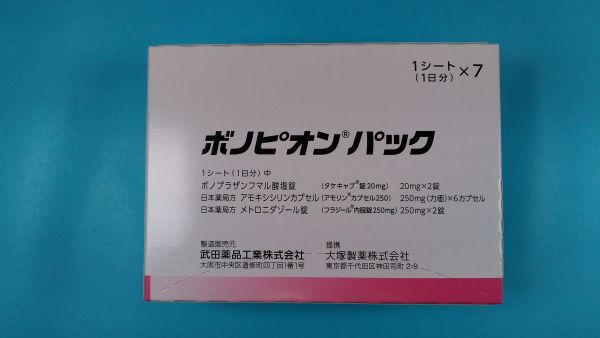 1シート
(1日分)
×7
ボノピオン®パック
1シート(1日分)中
ボノプラザンフマル酸塩錠 (タケキャブ®錠20mg) 20mg×2錠
日本薬局方 アモキシシリンカプセル (アモリン®カプセル250) 250mg(力価)×6カプセル
日本薬局方 メトロニダゾール錠 (フラジール®内服錠250mg) 250mg×2錠
製造販売元
武田薬品工業株式会社
大阪市中央区道修町四丁目1番1号
提携
大塚製薬株式会社
東京都千代田区神田司町2-9